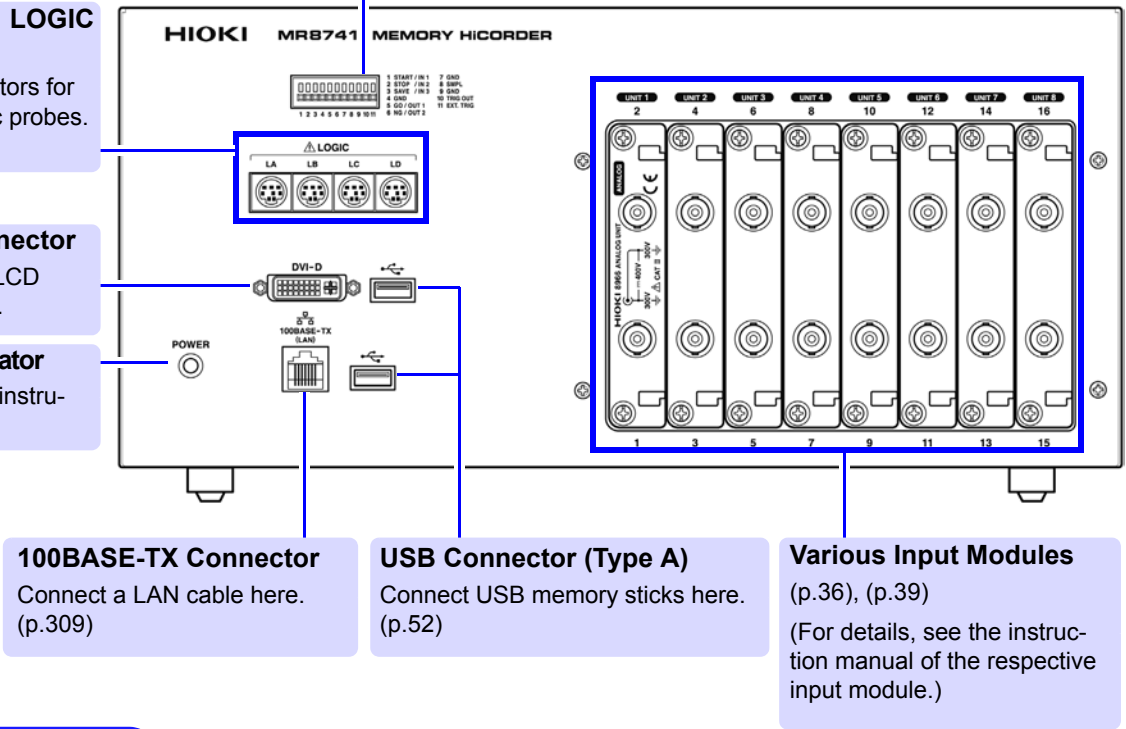 LOGIC
tors for
c probes.
nector
LCD
.
ator
instru-
HIOKI MR8741 MEMORY HiCORDER
1 START / IN 1 7 GND
2 STOP / IN 2 8 SMPL
3 SAVE / IN 3 9 GND
4 GND 10 TRIG OUT
5 GO / OUT 1 11 EXT. TRIG
6 NG / OUT 2
1 2 3 4 5 6 7 8 9 10 11
LOGIC
LA LB LC LD
DVI-D
100BASE-TX
(LAN)
POWER
UNIT 1 UNIT 2 UNIT 3 UNIT 4 UNIT 5 UNIT 6 UNIT 7 UNIT 8
2 4 6 8 10 12 14 16
ANALOG
CE
HIOKI 8966 ANALOG UNIT
300V 400V 300V
CAT II
1 3 5 7 9 11 13 15
100BASE-TX Connector
Connect a LAN cable here.
(p.309)
USB Connector (Type A)
Connect USB memory sticks here.
(p.52)
Various Input Modules
(p.36), (p.39)
(For details, see the instruc-
tion manual of the respective
input module.)